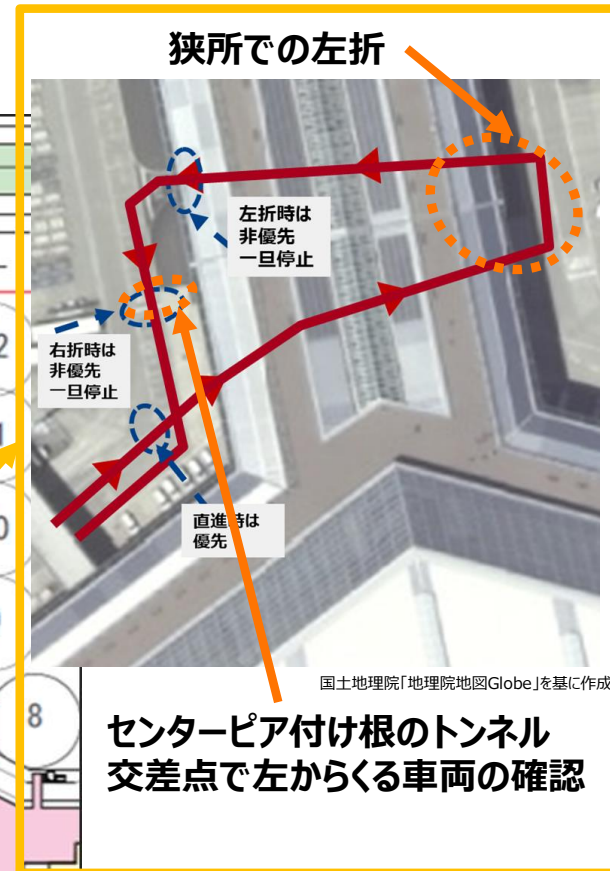 狭所での左折
左折時は
非優先
一旦停止
右折時は
非優先
一旦停止
直進時は
優先
国土地理院「地理院地図Globe」を基に作成
8
センターピア付け根のトンネル
交差点で左からくる車両の確認